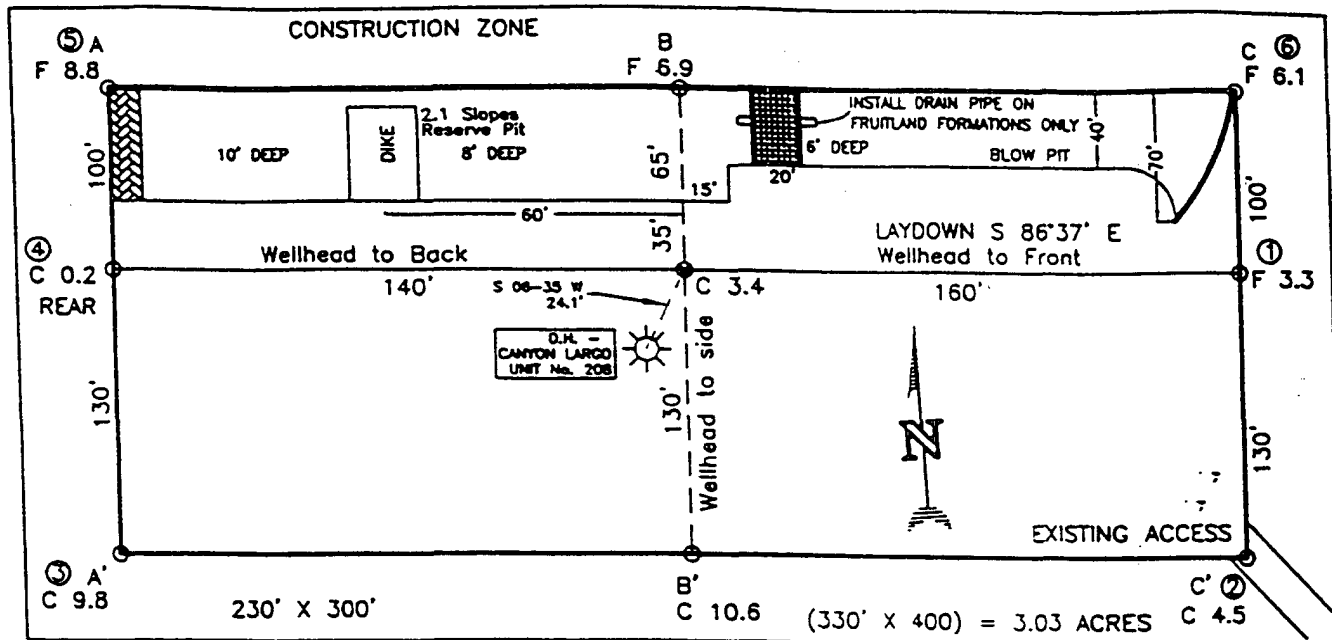 CONSTRUCTION ZONE
⑤ A
F 8.8
B
F 6.9
C ⑥
F 6.1
2.1 Slopes
Reserve Pit
10' DEEP
DIKE
8' DEEP
INSTALL DRAIN PIPE ON
FRUITLAND FORMATIONS ONLY
6' DEEP
BLOW PIT
40'
70'
100'
65'
15'
20'
100'
60'
35'
④
C 0.2
REAR
Wellhead to Back
140'
LAYDOWN S 86°37' E
Wellhead to Front
160'
①
F 3.3
C 3.4
S 06-35 W
24.1'
D.H. -
CANYON LARGO
UNIT No. 208
130'
130'
Wellhead to side
N
130'
EXISTING ACCESS
③ A'
C 9.8
230' X 300'
B'
C 10.6
(330' X 400') = 3.03 ACRES
C' ②
C 4.5